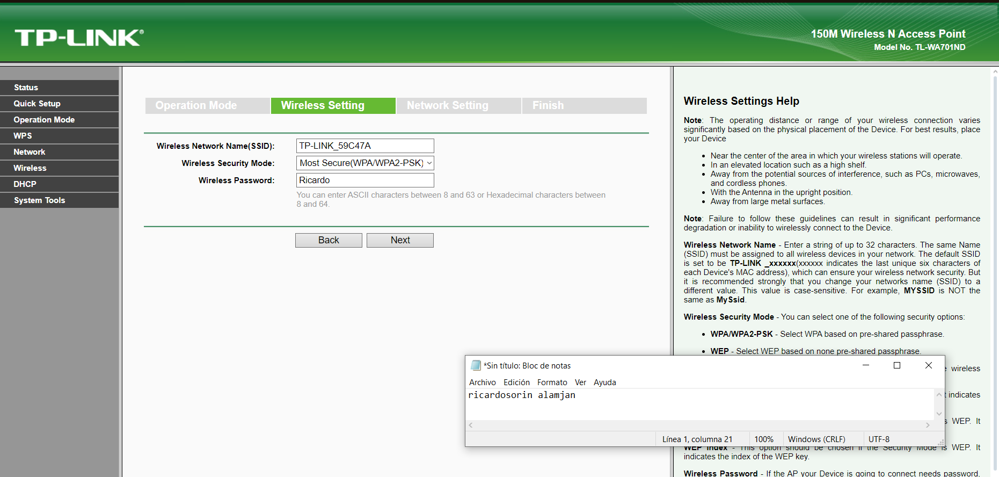 TP-LINK®
150M Wireless N Access Point
Model No. TL-WA701ND
Status
Quick Setup
Operation Mode
WPS
Network
Wireless
DHCP
System Tools
Operation Mode
Wireless Setting
Network Setting
Finish
Wireless Network Name(SSID):
TP-LINK_59C47A
Wireless Security Mode:
Most Secure(WPA/WPA2-PSK)
Wireless Password:
Ricardo
You can enter ASCII characters between 8 and 63 or Hexadecimal characters between
8 and 64.
Back
Next
Wireless Settings Help
Note: The operating distance or range of your wireless connection varies
significantly based on the physical placement of the Device. For best results, place
your Device
• Near the center of the area in which your wireless stations will operate.
• In an elevated location such as a high shelf.
• Away from the potential sources of interference, such as PCs, microwaves,
and cordless phones.
• With the Antenna in the upright position.
• Away from large metal surfaces.
Note: Failure to follow these guidelines can result in significant performance
degradation or inability to wirelessly connect to the Device.
Wireless Network Name - Enter a string of up to 32 characters. The same Name
(SSID) must be assigned to all wireless devices in your network. The default SSID
is set to be TP-LINK _xxxxxx(xxxxxx indicates the last unique six characters of
each Device's MAC address), which can ensure your wireless network security. But
it is recommended strongly that you change your networks name (SSID) to a
different value. This value is case-sensitive. For example, MYSSID is NOT the
same as MySsid.
Wireless Security Mode - You can select one of the following security options:
• WPA/WPA2-PSK - Select WPA based on pre-shared passphrase.
• WEP - Select WEP based on none pre-shared passphrase.
wireless
indicates
WEP. It
WEP Index - This option should be chosen if the Security Mode is WEP. It
indicates the index of the WEP key.
Wireless Password - If the AP your Device is going to connect needs password,
*Sin título: Bloc de notas
Archivo Edición Formato Ver Ayuda
ricardosorin alamjan
Línea 1, columna 21
100%
Windows (CRLF)
UTF-8